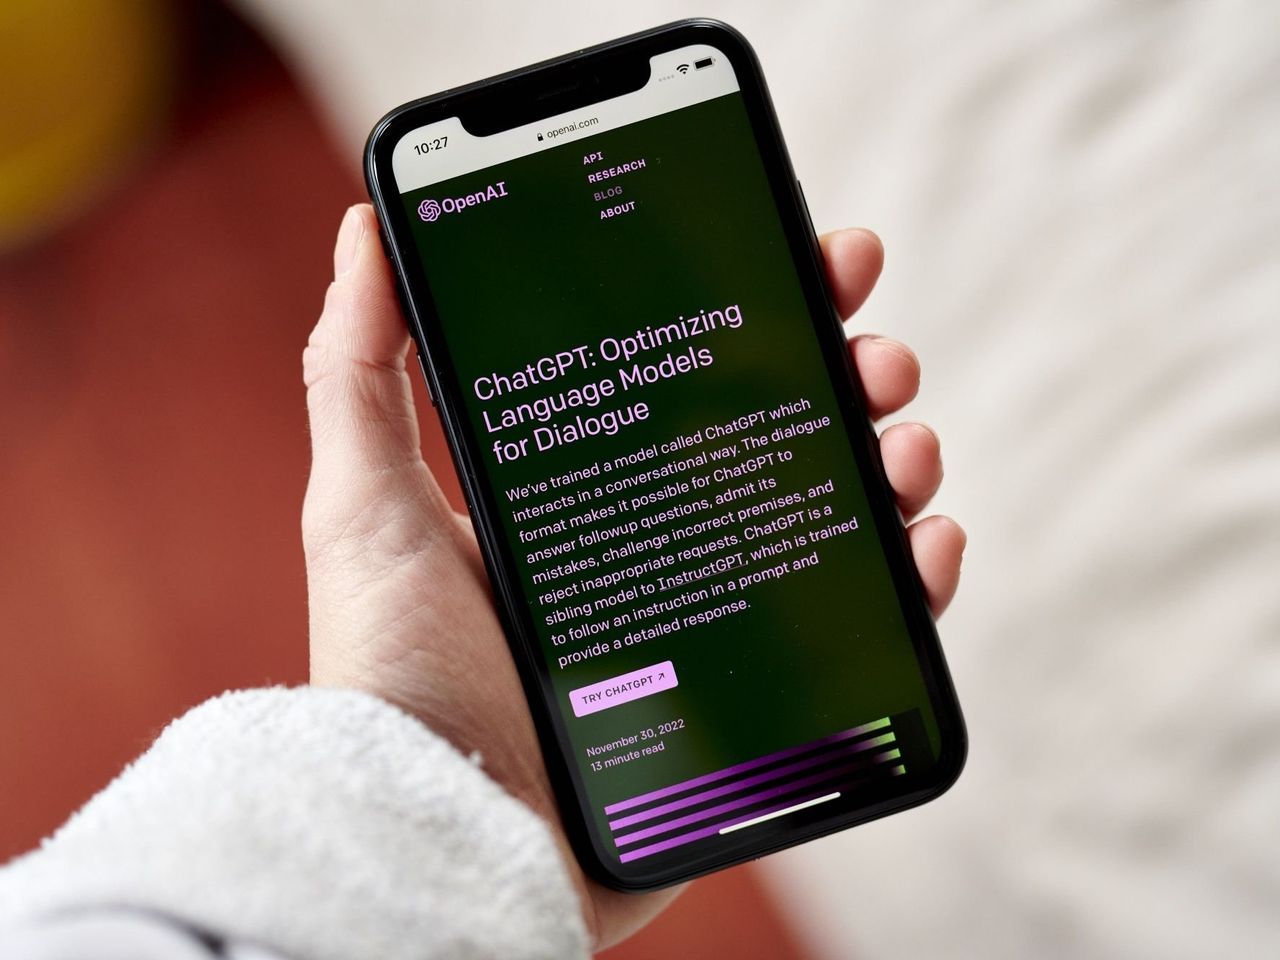 10:27
openai.com
OpenAI
API
RESEARCH
BLOG
ABOUT
ChatGPT: Optimizing
Language Models
for Dialogue
We've trained a model called ChatGPT which
interacts in a conversational way. The dialogue
format makes it possible for ChatGPT to
answer followup questions, admit its
mistakes, challenge incorrect premises, and
reject inappropriate requests. ChatGPT is a
sibling model to InstructGPT, which is trained
to follow an instruction in a prompt and
provide a detailed response.
TRY CHATGPT ↗
November 30, 2022
13 minute read